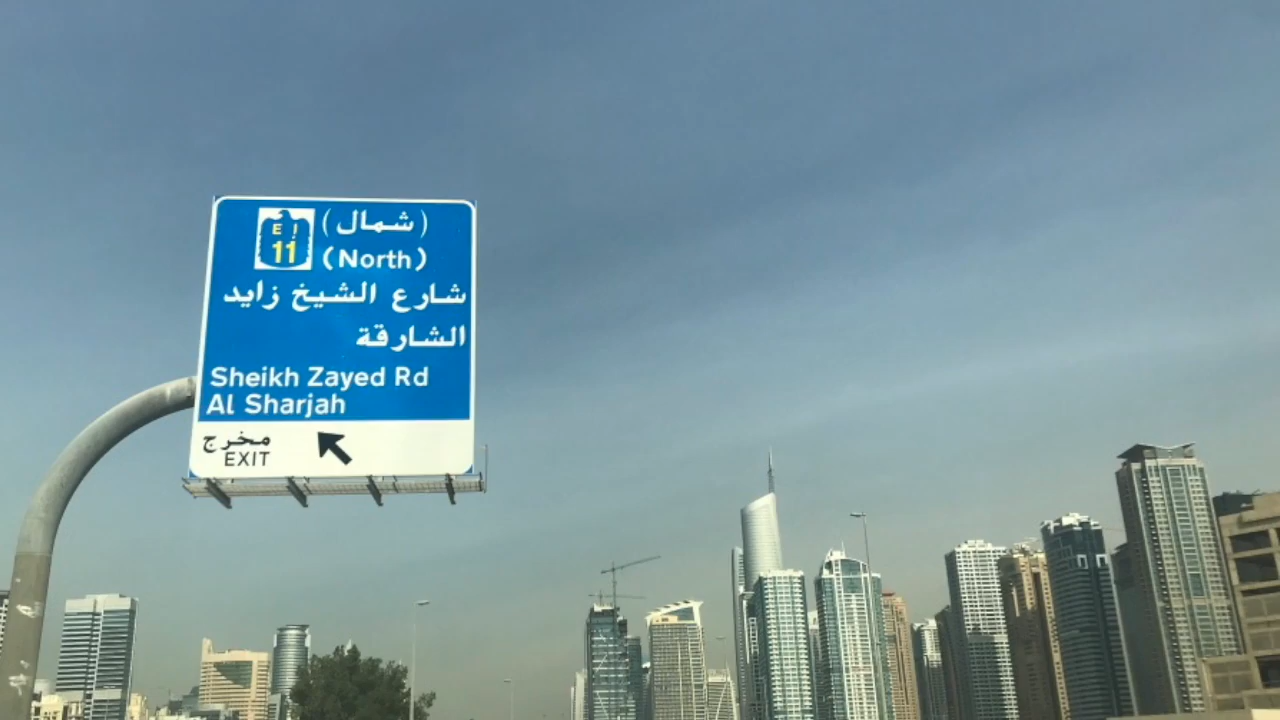 (شمال)
E 11
(North)
شارع الشيخ زايد
الشارقة
Sheikh Zayed Rd
Al Sharjah
مخرج
EXIT